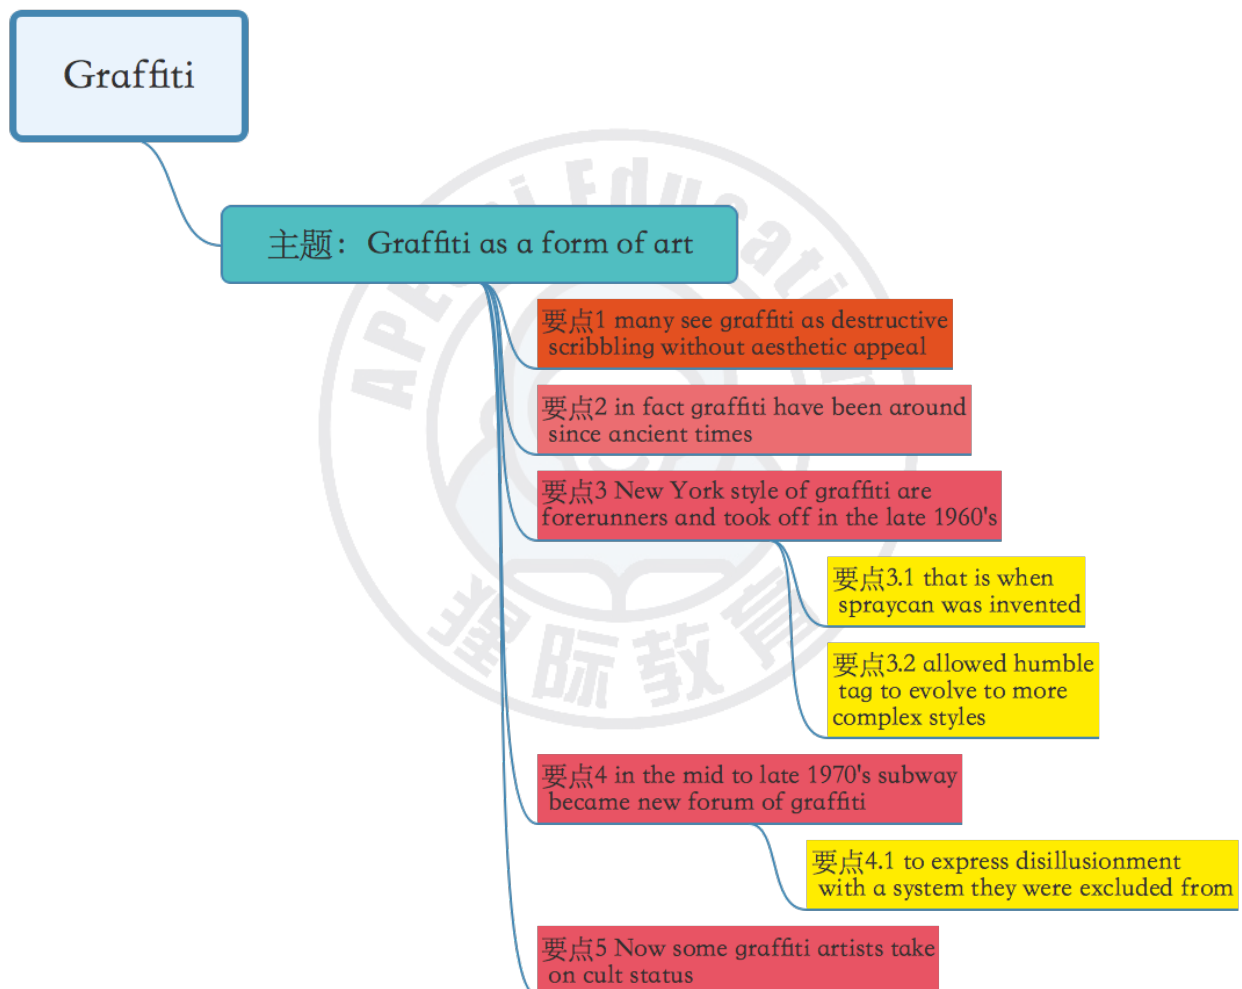 Graffiti
主题：Graffiti as a form of art
要点1 many see graffiti as destructive
scribbling without aesthetic appeal
要点2 in fact graffiti have been around
since ancient times
要点3 New York style of graffiti are
forerunners and took off in the late 1960's
要点3.1 that is when
spraycan was invented
要点3.2 allowed humble
tag to evolve to more
complex styles
要点4 in the mid to late 1970's subway
became new forum of graffiti
要点4.1 to express disillusionment
with a system they were excluded from
要点5 Now some graffiti artists take
on cult status
猩际教育